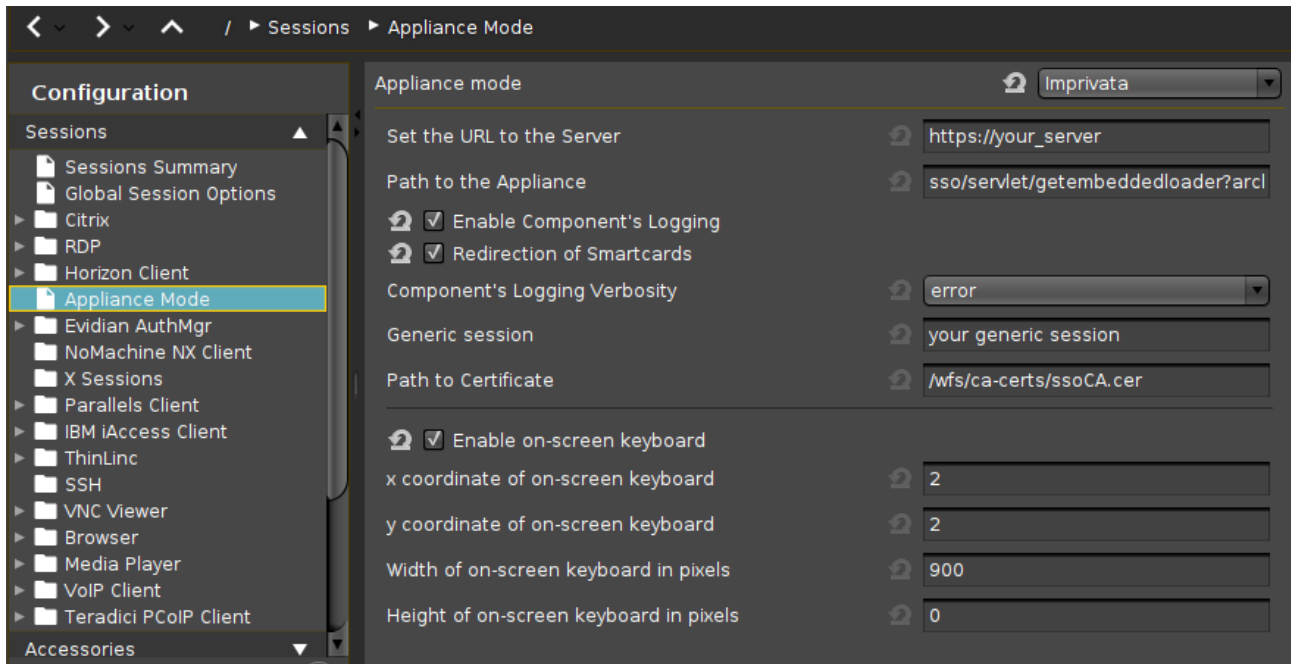 / Sessions Appliance Mode
Configuration
Sessions
Sessions Summary
Global Session Options
Citrix
RDP
Horizon Client
Appliance Mode
Evidian AuthMgr
NoMachine NX Client
X Sessions
Parallels Client
IBM iAccess Client
ThinLinc
SSH
VNC Viewer
Browser
Media Player
VoIP Client
Teradici PCoIP Client
Accessories
Appliance mode Imprivata
Set the URL to the Server https://your_server
Path to the Appliance sso/servlet/getembeddedloader?arcl
Enable Component's Logging
Redirection of Smartcards
Component's Logging Verbosity error
Generic session your generic session
Path to Certificate /wfs/ca-certs/ssoCA.cer
Enable on-screen keyboard
x coordinate of on-screen keyboard 2
y coordinate of on-screen keyboard 2
Width of on-screen keyboard in pixels 900
Height of on-screen keyboard in pixels 0